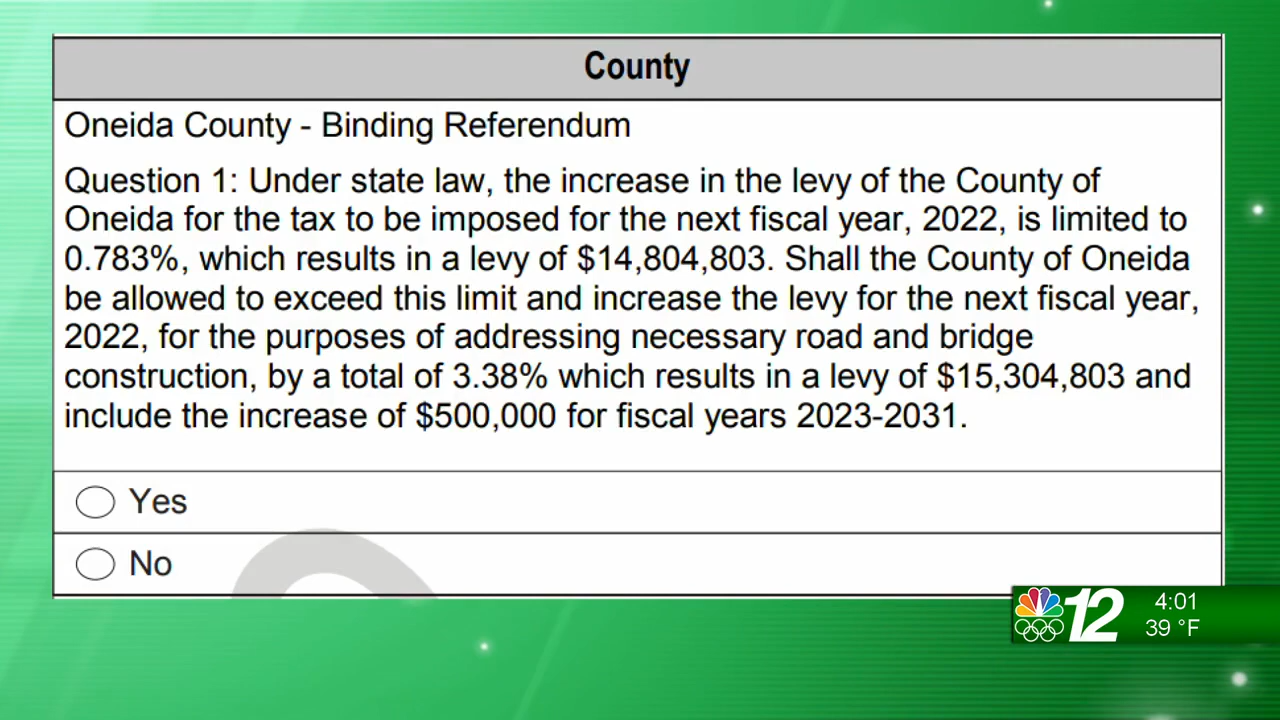 County
Oneida County - Binding Referendum
Question 1: Under state law, the increase in the levy of the County of
Oneida for the tax to be imposed for the next fiscal year, 2022, is limited to
0.783%, which results in a levy of $14,804,803. Shall the County of Oneida
be allowed to exceed this limit and increase the levy for the next fiscal year,
2022, for the purposes of addressing necessary road and bridge
construction, by a total of 3.38% which results in a levy of $15,304,803 and
include the increase of $500,000 for fiscal years 2023-2031.
Yes
No
12
4:01
39 °F